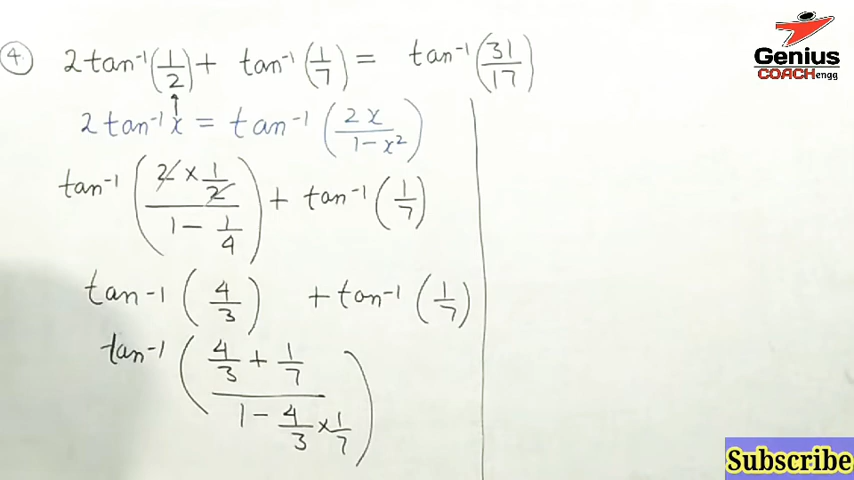 4. 2tan⁻¹(1/2) + tan⁻¹(1/7) = tan⁻¹(31/17)
2tan⁻¹x = tan⁻¹(2x/(1-x²))
tan⁻¹((2×1/2)/(1-1/4)) + tan⁻¹(1/7)
tan⁻¹(4/3) + tan⁻¹(1/7)
tan⁻¹((4/3+1/7)/(1-4/3×1/7))
Genius
COACHengg
Subscribe